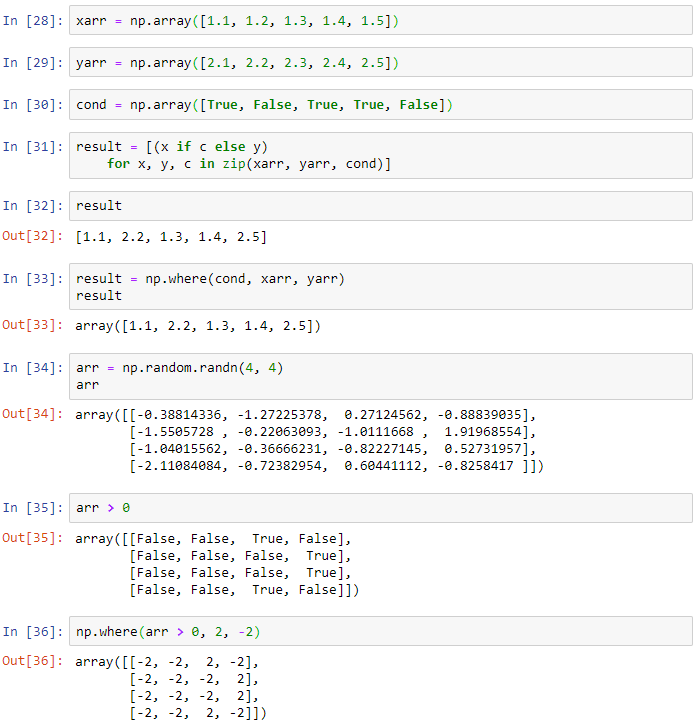 In [28]: xarr = np.array([1.1, 1.2, 1.3, 1.4, 1.5])
In [29]: yarr = np.array([2.1, 2.2, 2.3, 2.4, 2.5])
In [30]: cond = np.array([True, False, True, True, False])
In [31]: result = [(x if c else y)
    for x, y, c in zip(xarr, yarr, cond)]
In [32]: result
Out[32]: [1.1, 2.2, 1.3, 1.4, 2.5]
In [33]: result = np.where(cond, xarr, yarr)
result
Out[33]: array([1.1, 2.2, 1.3, 1.4, 2.5])
In [34]: arr = np.random.randn(4, 4)
arr
Out[34]: array([[-0.38814336, -1.27225378,  0.27124562, -0.88839035],
       [-1.5505728 , -0.22063093, -1.0111668 ,  1.91968554],
       [-1.04015562, -0.36666231, -0.82227145,  0.52731957],
       [-2.11084084, -0.72382954,  0.60441112, -0.8258417 ]])
In [35]: arr > 0
Out[35]: array([[False, False,  True, False],
       [False, False, False,  True],
       [False, False, False,  True],
       [False, False,  True, False]])
In [36]: np.where(arr > 0, 2, -2)
Out[36]: array([[-2, -2,  2, -2],
       [-2, -2, -2,  2],
       [-2, -2, -2,  2],
       [-2, -2,  2, -2]])